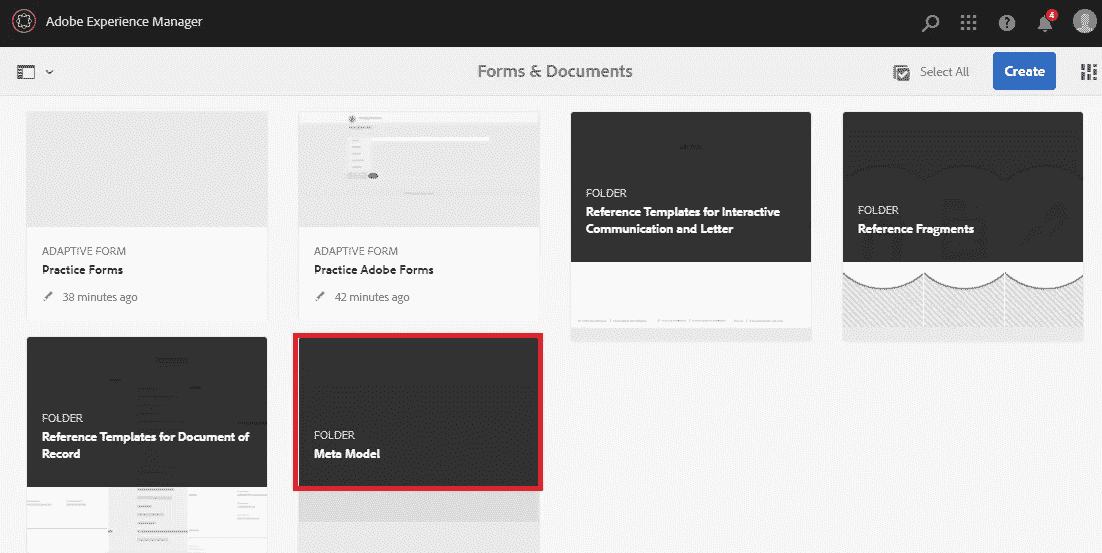 Adobe Experience Manager
4
Forms & Documents
Select All
Create
ADAPTIVE FORM
Practice Forms
38 minutes ago
ADAPTIVE FORM
Practice Adobe Forms
42 minutes ago
FOLDER
Reference Templates for Interactive
Communication and Letter
FOLDER
Reference Fragments
FOLDER
Reference Templates for Document of
Record
FOLDER
Meta Model